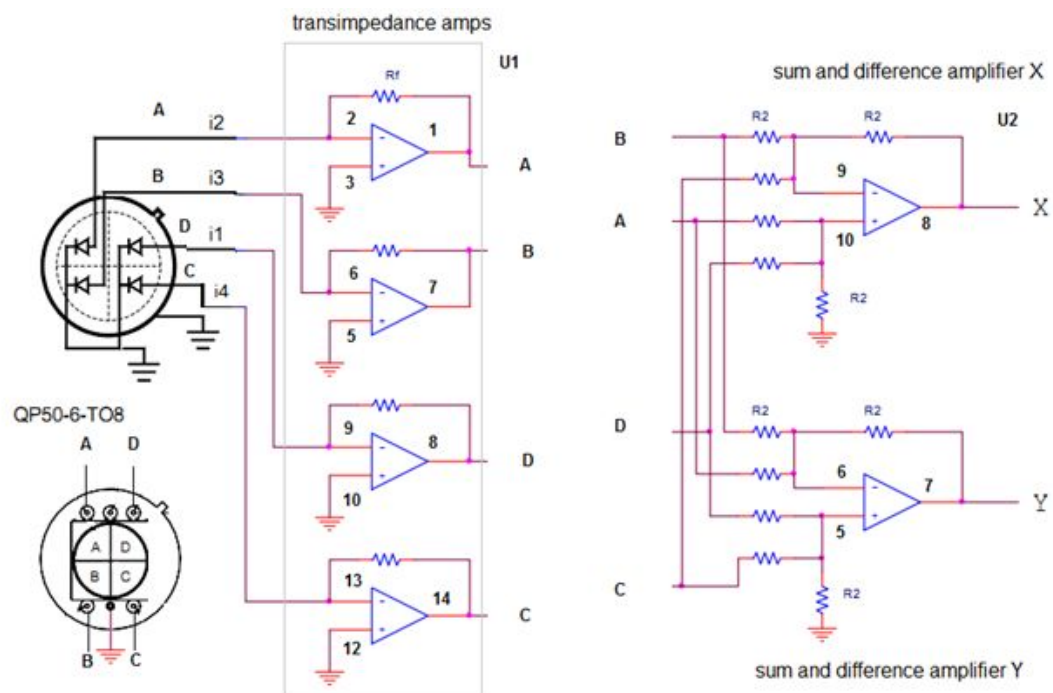 transimpedance amps
U1
Rf
A
i2
2
1
3
A
B
i3
D
i1
6
7
5
B
C
i4
QP50-6-TO8
A D
A D
B C
B C
9
8
10
D
13
14
12
C
sum and difference amplifier X
U2
R2
R2
B
9
8
10
A
X
R2
R2
R2
D
6
7
5
Y
C
R2
sum and difference amplifier Y